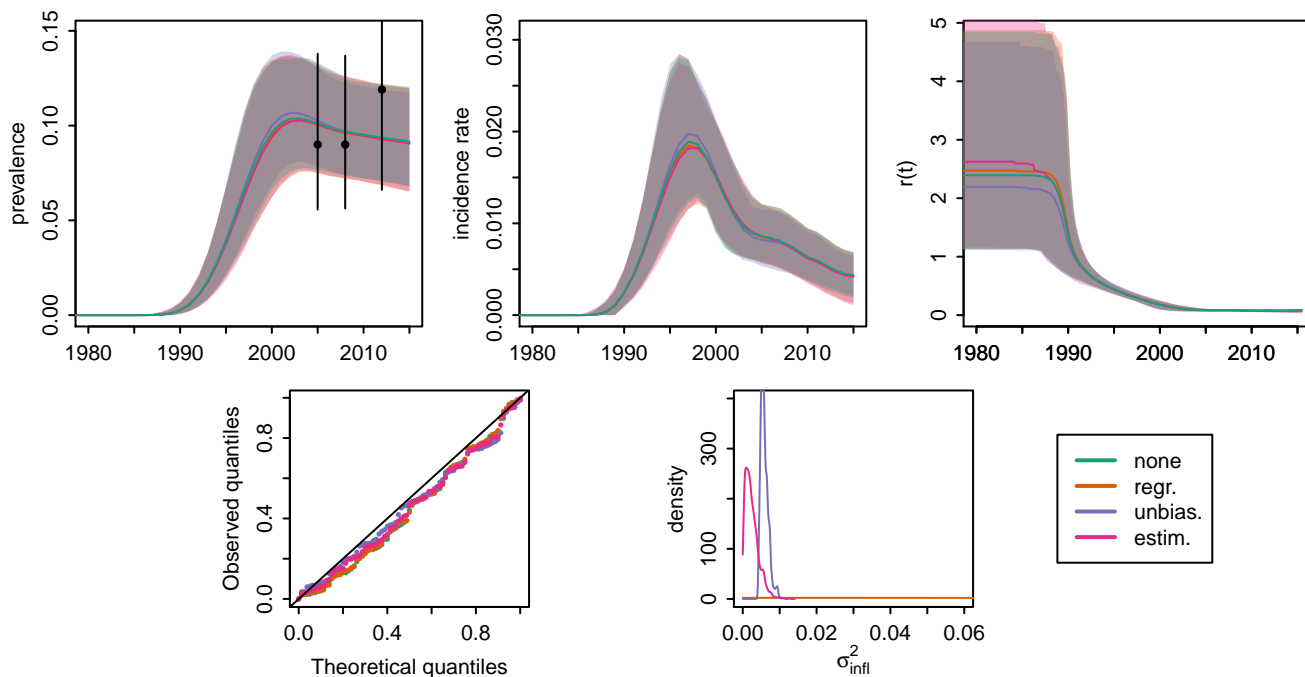 prevalence
0.00 0.05 0.10 0.15
1980 1990 2000 2010
incidence rate
0.000 0.010 0.020 0.030
1980 1990 2000 2010
r(t)
0 1 2 3 4 5
1980 1990 2000 2010
Observed quantiles
0.0 0.4 0.8
0.0 0.4 0.8
Theoretical quantiles
density
0 100 300
0.00 0.02 0.04 0.06
σ²infl
none
regr.
unbias.
estim.